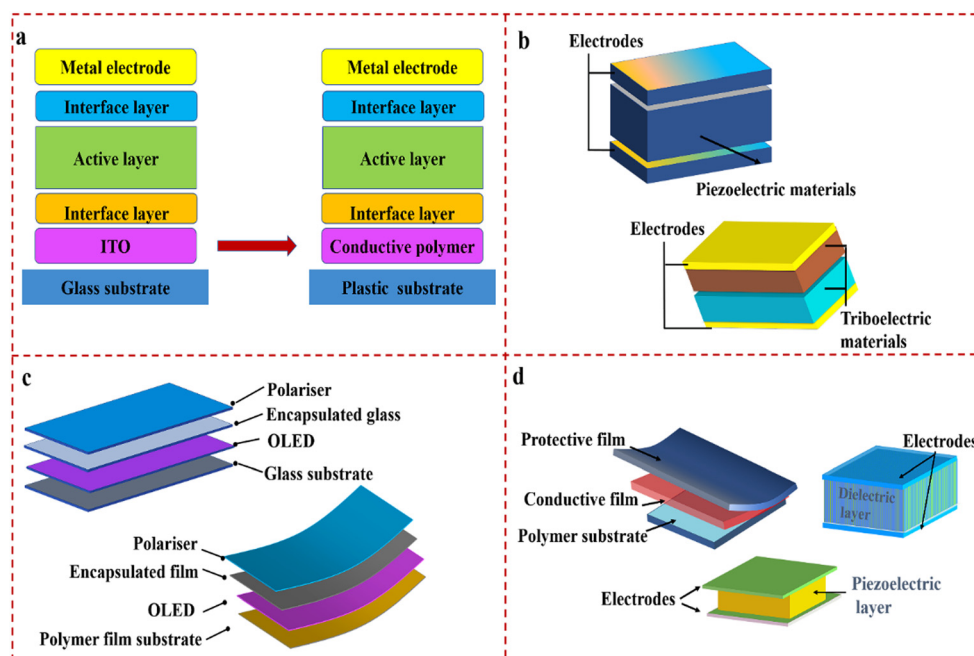 a
Metal electrode
Interface layer
Active layer
Interface layer
ITO
Glass substrate
Metal electrode
Interface layer
Active layer
Interface layer
Conductive polymer
Plastic substrate
b
Electrodes
Piezoelectric materials
Electrodes
Triboelectric
materials
c
Polariser
Encapsulated glass
OLED
Glass substrate
Polariser
Encapsulated film
OLED
Polymer film substrate
d
Protective film
Conductive film
Polymer substrate
Electrodes
Dielectric
layer
Electrodes
Piezoelectric
layer